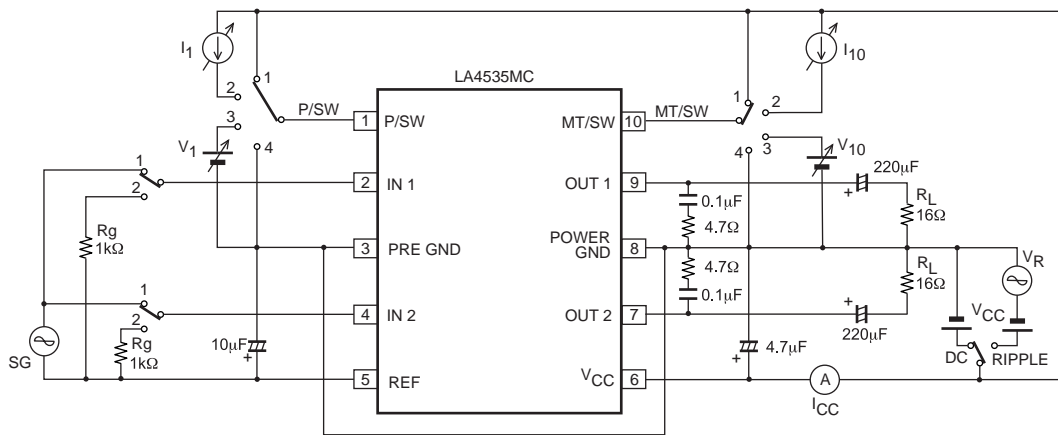 I1
1
2
3
4
P/SW
V1
LA4535MC
1 P/SW
MT/SW 10
MT/SW
1
2
3
4
I10
V10
1
2
2 IN 1
OUT 1 9
220µF
+
RL
16Ω
0.1µF
4.7Ω
Rg
1kΩ
3 PRE GND
POWER
GND 8
4.7Ω
0.1µF
RL
16Ω
VR
1
2
4 IN 2
OUT 2 7
+
220µF
VCC
DC
RIPPLE
SG
Rg
1kΩ
10µF
+
4.7µF
+
5 REF
VCC 6
A
ICC